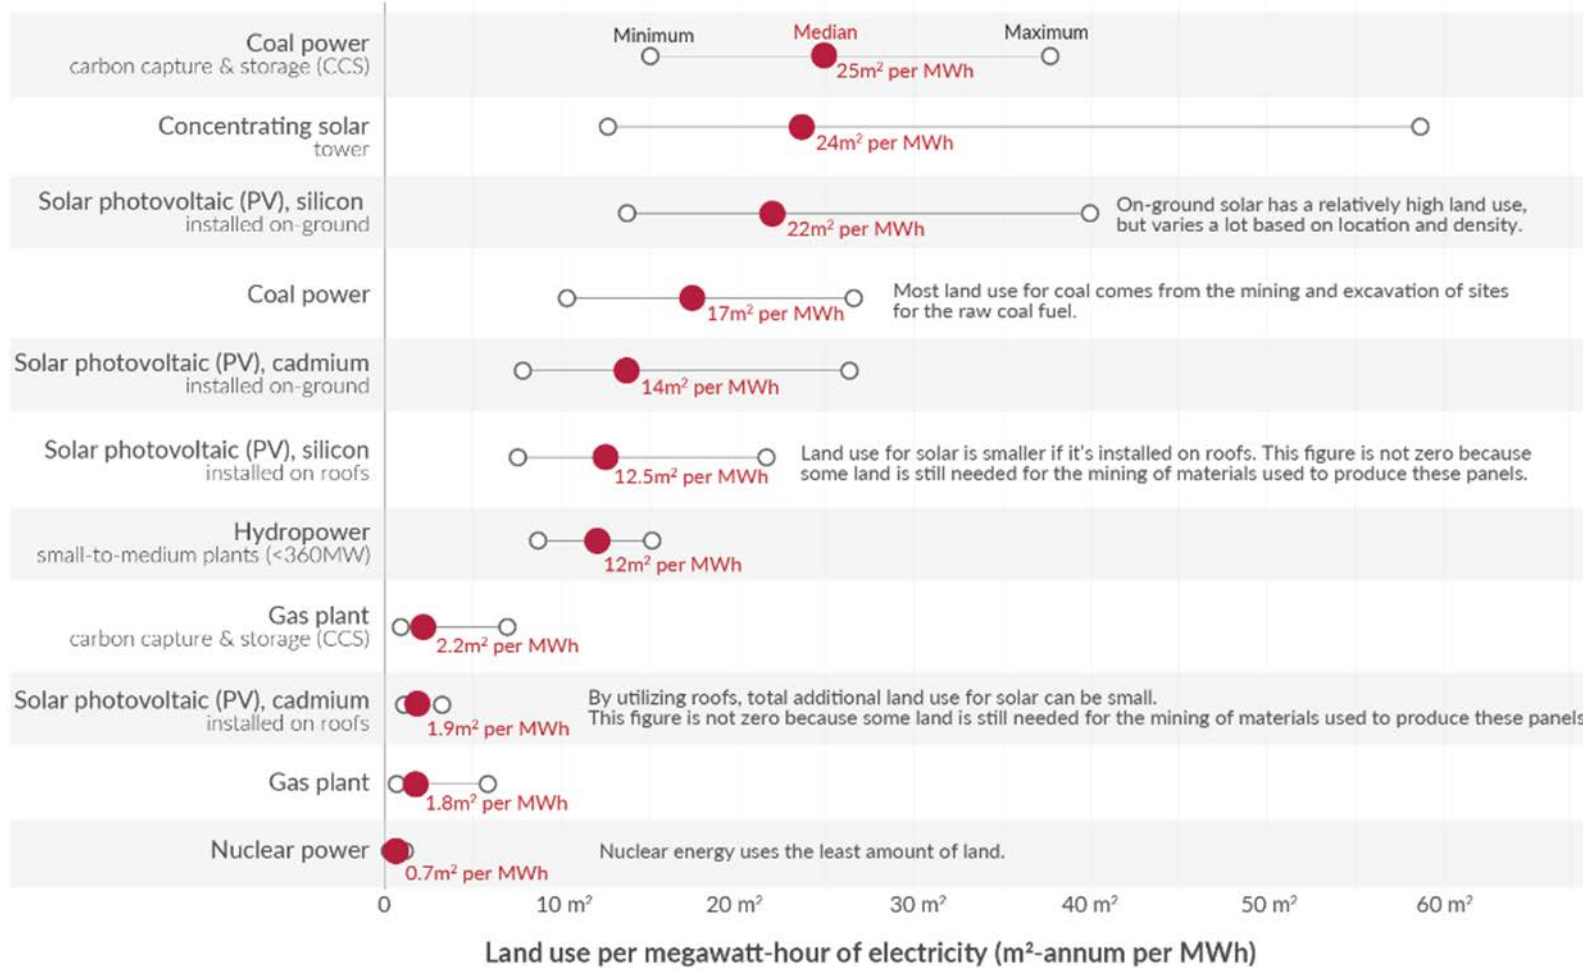 Coal power
carbon capture & storage (CCS)
Minimum
Median
Maximum
25m² per MWh
Concentrating solar
tower
24m² per MWh
Solar photovoltaic (PV), silicon
installed on-ground
22m² per MWh
On-ground solar has a relatively high land use,
but varies a lot based on location and density.
Coal power
17m² per MWh
Most land use for coal comes from the mining and excavation of sites
for the raw coal fuel.
Solar photovoltaic (PV), cadmium
installed on-ground
14m² per MWh
Solar photovoltaic (PV), silicon
installed on roofs
12.5m² per MWh
Land use for solar is smaller if it's installed on roofs. This figure is not zero because
some land is still needed for the mining of materials used to produce these panels.
Hydropower
small-to-medium plants (<360MW)
12m² per MWh
Gas plant
carbon capture & storage (CCS)
2.2m² per MWh
Solar photovoltaic (PV), cadmium
installed on roofs
1.9m² per MWh
By utilizing roofs, total additional land use for solar can be small.
This figure is not zero because some land is still needed for the mining of materials used to produce these panels
Gas plant
1.8m² per MWh
Nuclear power
0.7m² per MWh
Nuclear energy uses the least amount of land.
0
10 m²
20 m²
30 m²
40 m²
50 m²
60 m²
Land use per megawatt-hour of electricity (m²-annum per MWh)